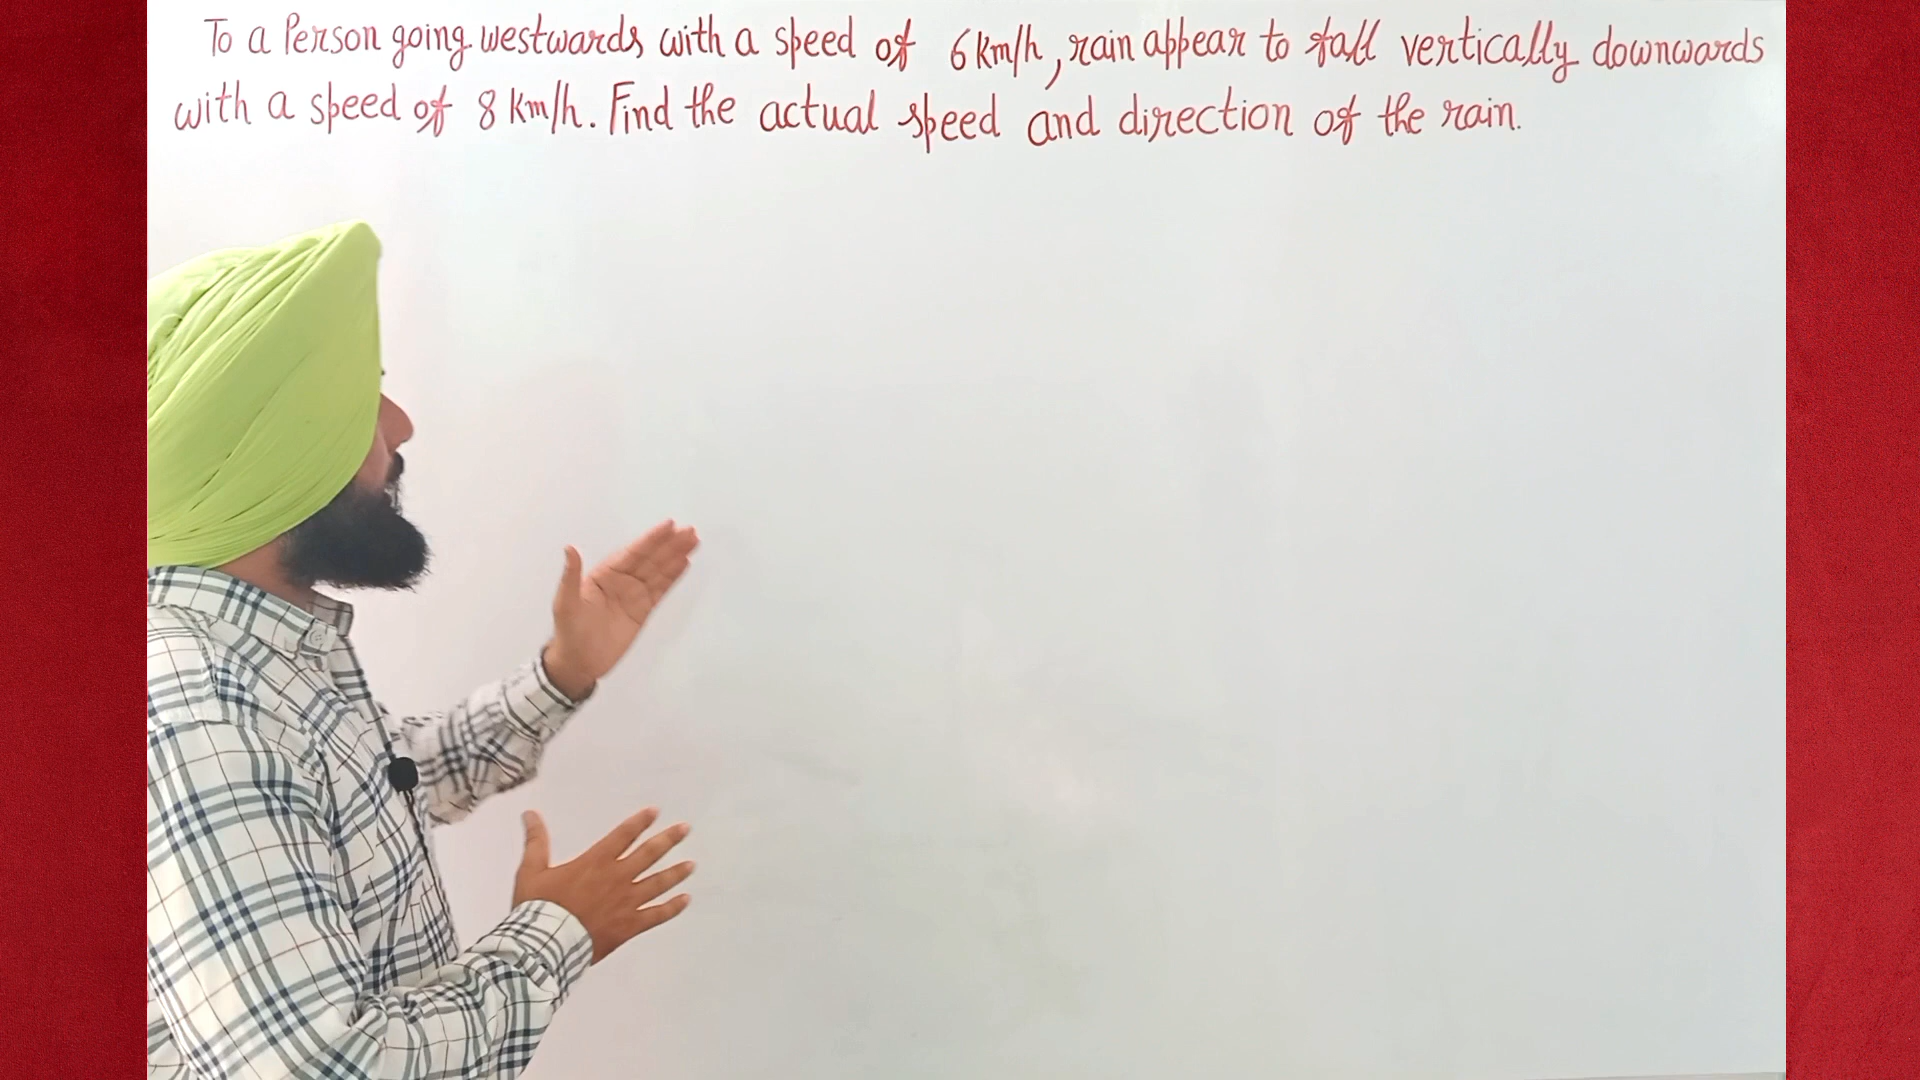 To a Person going westwards with a speed of 6 km/h, rain appear to fall vertically downwards
with a speed of 8 km/h. Find the actual speed and direction of the rain.